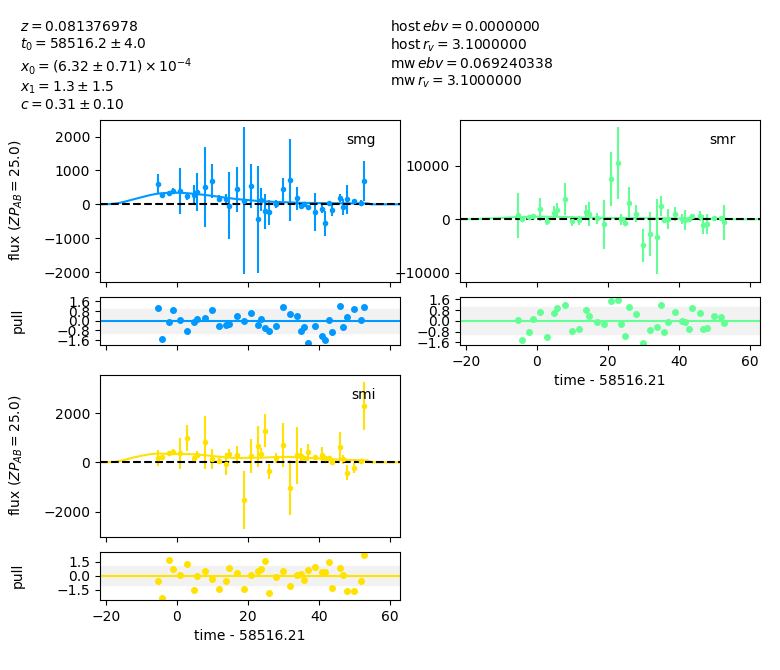 z = 0.081376978
t₀ = 58516.2 ± 4.0
x₀ = (6.32 ± 0.71) × 10⁻⁴
x₁ = 1.3 ± 1.5
c = 0.31 ± 0.10
host ebv = 0.0000000
host r_v = 3.1000000
mw ebv = 0.069240338
mw r_v = 3.1000000
smg
flux (ZP_AB = 25.0)
2000
1000
0
−1000
−2000
pull
1.6
0.8
0.0
−0.8
−1.6
smr
10000
0
−10000
1.6
0.8
0.0
−0.8
−1.6
−20 0 20 40 60
time - 58516.21
smi
flux (ZP_AB = 25.0)
2000
0
−2000
pull
1.5
0.0
−1.5
−20 0 20 40 60
time - 58516.21